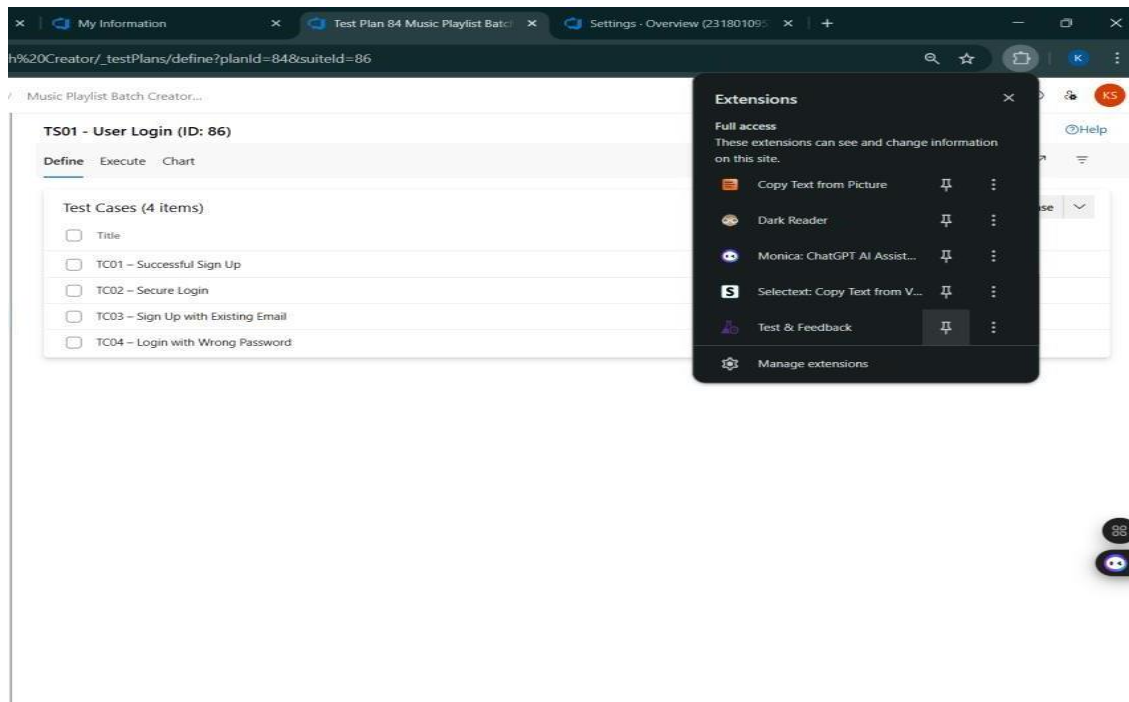 My Information
Test Plan 84 Music Playlist Batc
Settings - Overview (231801095
h%20Creator/_testPlans/define?planId=84&suiteId=86
K
/ Music Playlist Batch Creator...
KS
TS01 - User Login (ID: 86)
Help
Define Execute Chart
Test Cases (4 items)
Title
TC01 – Successful Sign Up
TC02 – Secure Login
TC03 – Sign Up with Existing Email
TC04 – Login with Wrong Password
Extensions
Full access
These extensions can see and change information
on this site.
Copy Text from Picture
Dark Reader
Monica: ChatGPT AI Assist...
S Selectext: Copy Text from V...
Test & Feedback
Manage extensions